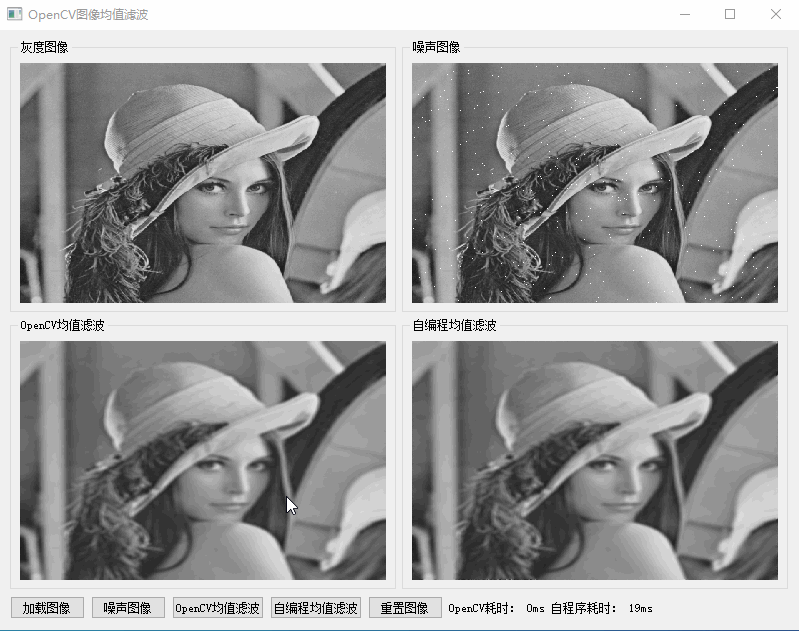 OpenCV图像均值滤波
灰度图像
噪声图像
OpenCV均值滤波
自编程均值滤波
加载图像
噪声图像
OpenCV均值滤波
自编程均值滤波
重置图像
OpenCV耗时： 0ms 自程序耗时： 19ms